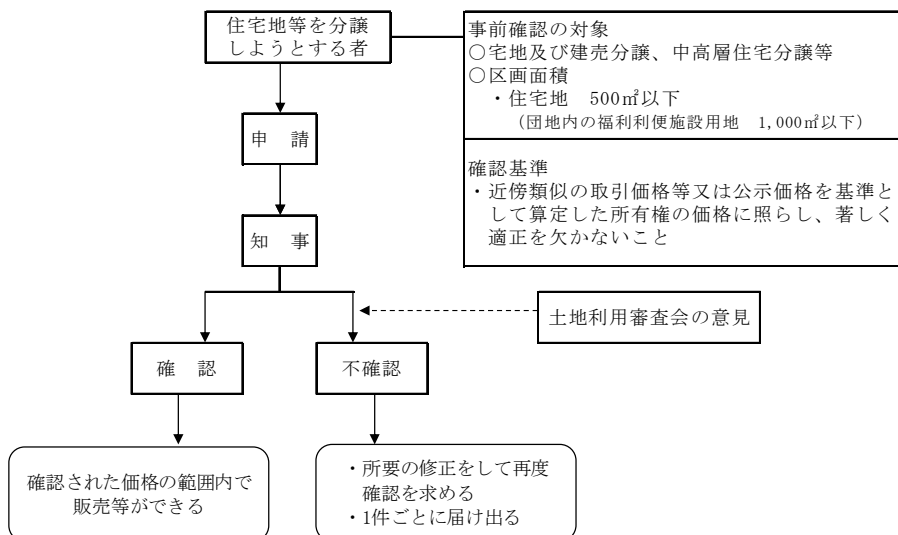 住宅地等を分譲
しようとする者
事前確認の対象
○宅地及び建売分譲、中高層住宅分譲等
○区画面積
・住宅地　500㎡以下
（団地内の福利利便施設用地　1,000㎡以下）
申　請
確認基準
・近傍類似の取引価格等又は公示価格を基準と
して算定した所有権の価格に照らし、著しく
適正を欠かないこと
知　事
土地利用審査会の意見
確　認
不確認
確認された価格の範囲内で
販売等ができる
・所要の修正をして再度
確認を求める
・1件ごとに届け出る